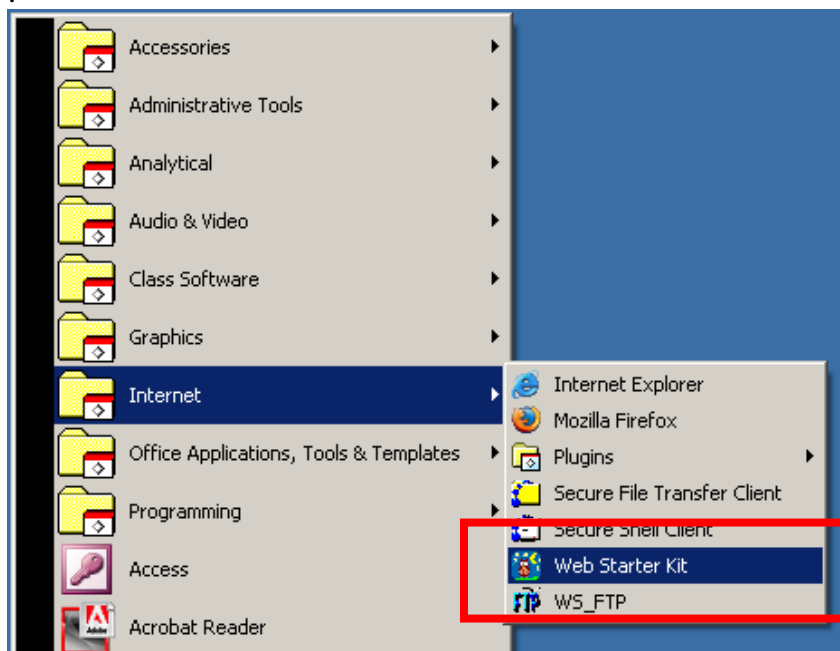 Accessories
Administrative Tools
Analytical
Audio & Video
Class Software
Graphics
Internet
Office Applications, Tools & Templates
Programming
Access
Acrobat Reader
Internet Explorer
Mozilla Firefox
Plugins
Secure File Transfer Client
Secure Shell Client
Web Starter Kit
WS_FTP